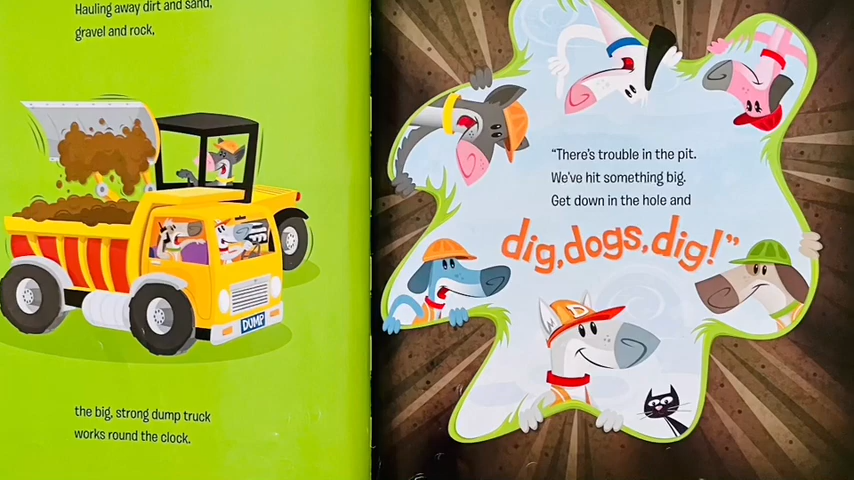 Hauling away dirt and sand,
gravel and rock,
DUMP
the big, strong dump truck
works round the clock.
"There's trouble in the pit.
We've hit something big.
Get down in the hole and
dig, dogs, dig!"
D